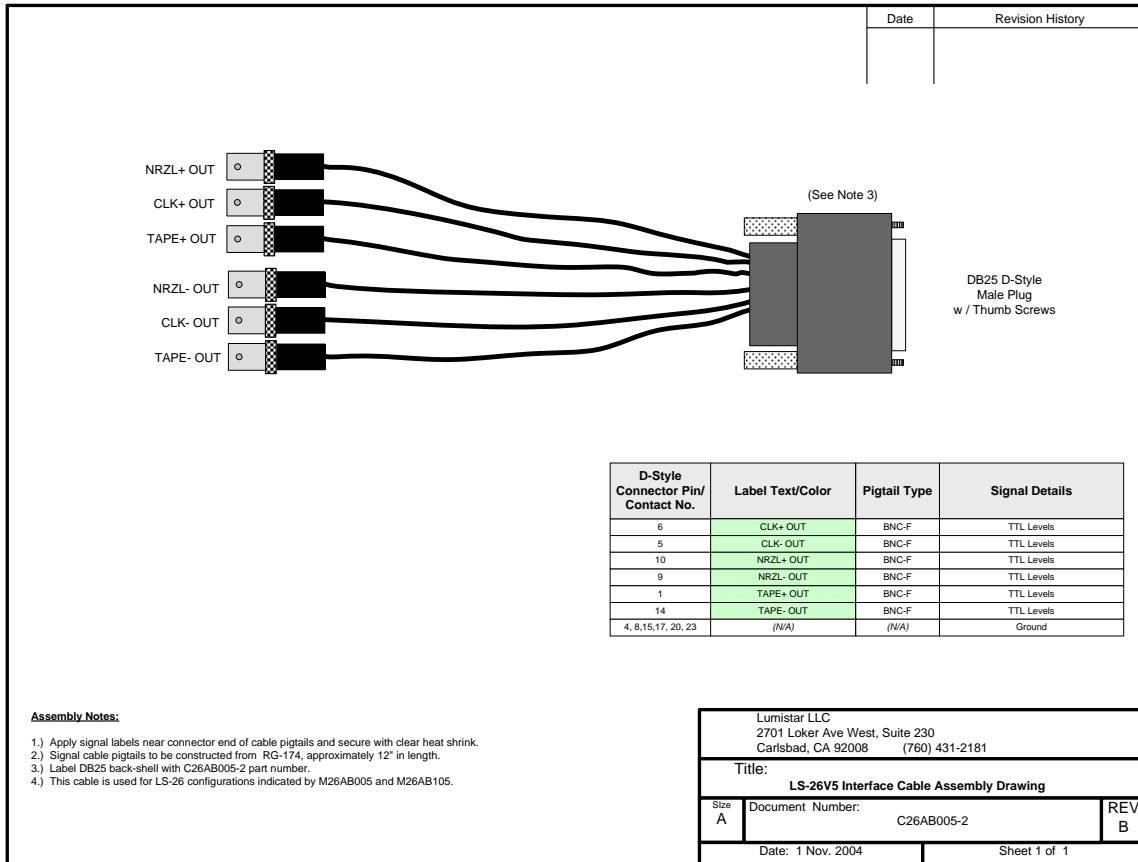 Date Revision History
NRZL+ OUT
CLK+ OUT
TAPE+ OUT
NRZL- OUT
CLK- OUT
TAPE- OUT
(See Note 3)
DB25 D-Style
Male Plug
w / Thumb Screws
D-Style Connector Pin/ Contact No. Label Text/Color Pigtail Type Signal Details
6 CLK+ OUT BNC-F TTL Levels
5 CLK- OUT BNC-F TTL Levels
10 NRZL+ OUT BNC-F TTL Levels
9 NRZL- OUT BNC-F TTL Levels
1 TAPE+ OUT BNC-F TTL Levels
14 TAPE- OUT BNC-F TTL Levels
4, 8,15,17, 20, 23 (N/A) (N/A) Ground
Assembly Notes:
1.) Apply signal labels near connector end of cable pigtails and secure with clear heat shrink.
2.) Signal cable pigtails to be constructed from RG-174, approximately 12" in length.
3.) Label DB25 back-shell with C26AB005-2 part number.
4.) This cable is used for LS-26 configurations indicated by M26AB005 and M26AB105.
Lumistar LLC
2701 Loker Ave West, Suite 230
Carlsbad, CA 92008 (760) 431-2181
Title:
LS-26V5 Interface Cable Assembly Drawing
Size A Document Number: C26AB005-2 REV B
Date: 1 Nov. 2004 Sheet 1 of 1